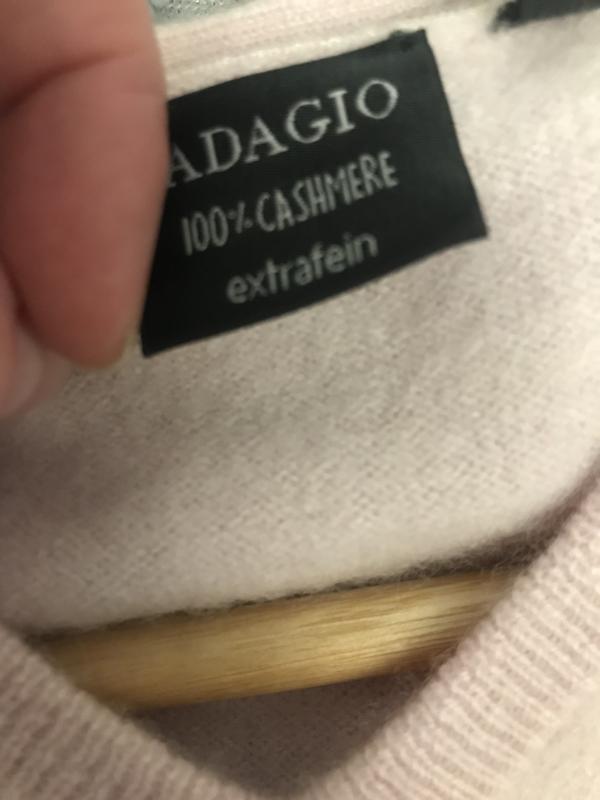 ADAGIO
100% CASHMERE
extrafein